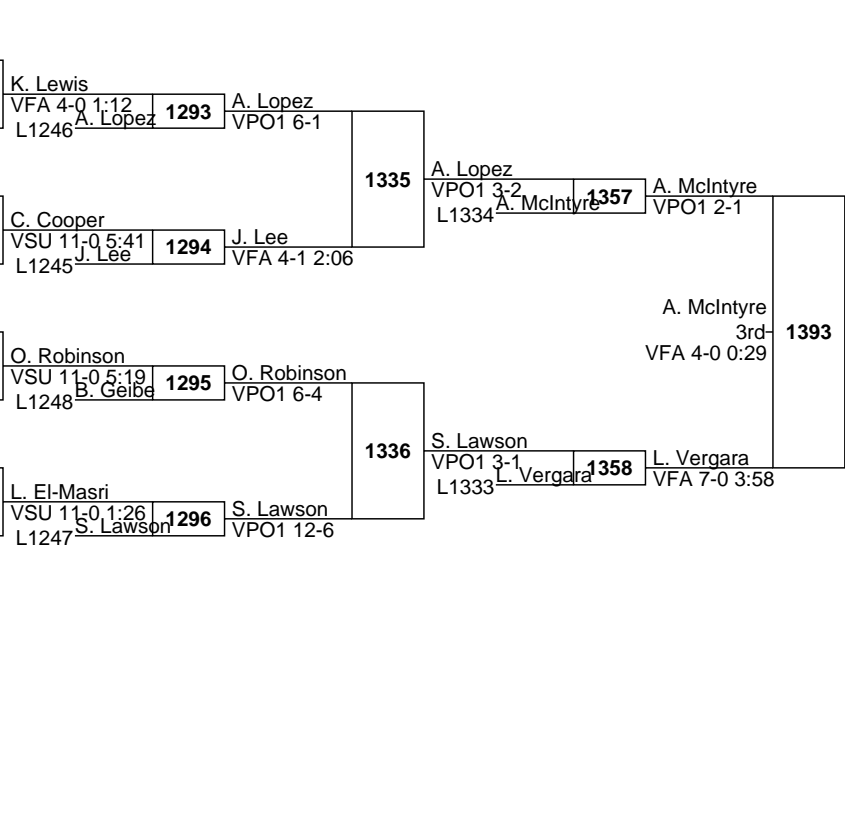 K. Lewis
VFA 4-0 1:12
L1246 A. Lopez
1293
A. Lopez
VPO1 6-1
C. Cooper
VSU 11-0 5:41
L1245 J. Lee
1294
J. Lee
VFA 4-1 2:06
1335
A. Lopez
VPO1 3-2
L1334 A. McIntyre
1357
A. McIntyre
VPO1 2-1
O. Robinson
VSU 11-0 5:19
L1248 B. Geibe
1295
O. Robinson
VPO1 6-4
L. El-Masri
VSU 11-0 1:26
L1247 S. Lawson
1296
S. Lawson
VPO1 12-6
1336
S. Lawson
VPO1 3-1
L1333 L. Vergara
1358
L. Vergara
VFA 7-0 3:58
A. McIntyre
3rd
VFA 4-0 0:29
1393